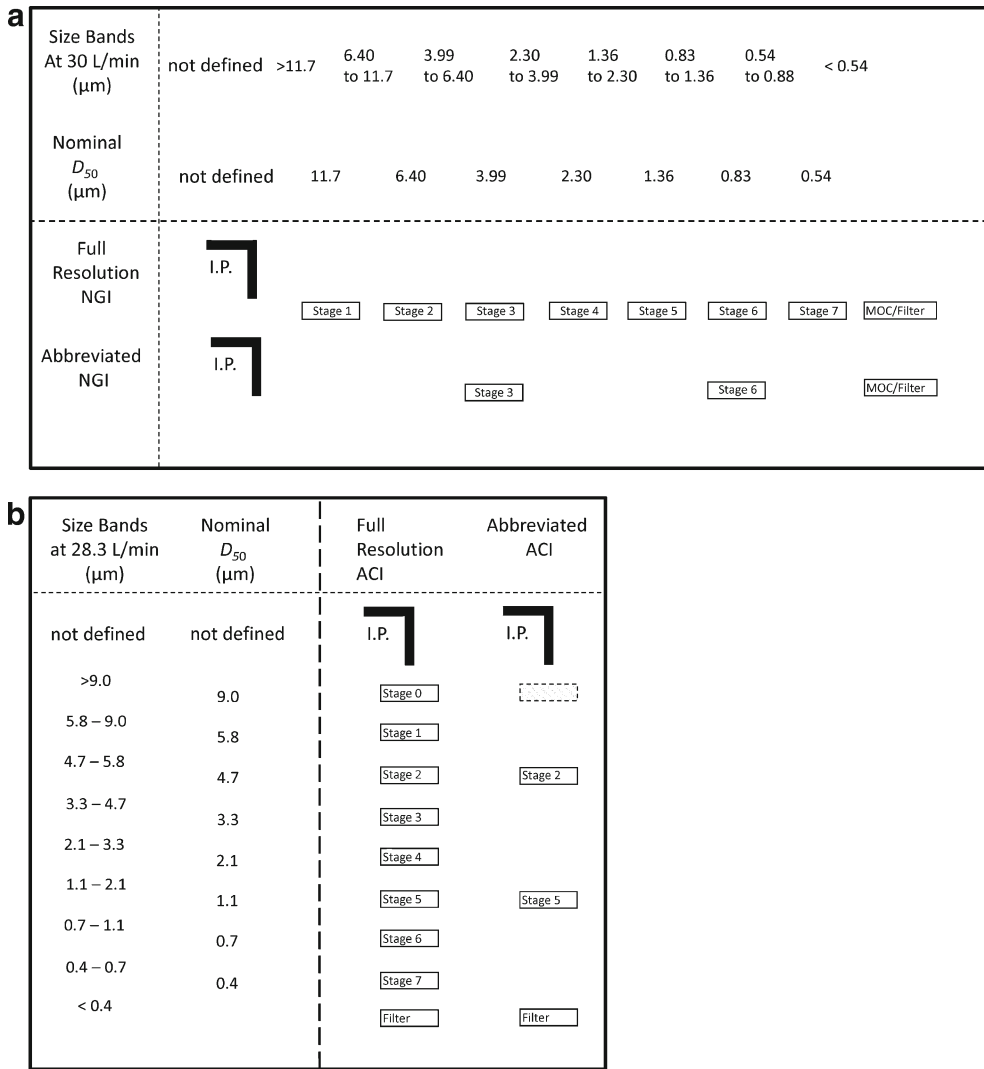 a
Size Bands
At 30 L/min
(μm)
not defined
>11.7
6.40
to 11.7
3.99
to 6.40
2.30
to 3.99
1.36
to 2.30
0.83
to 1.36
0.54
to 0.88
< 0.54
Nominal
D50
(μm)
not defined
11.7
6.40
3.99
2.30
1.36
0.83
0.54
Full
Resolution
NGI
I.P.
Stage 1
Stage 2
Stage 3
Stage 4
Stage 5
Stage 6
Stage 7
MOC/Filter
Abbreviated
NGI
I.P.
Stage 3
Stage 6
MOC/Filter
b
Size Bands
at 28.3 L/min
(μm)
Nominal
D50
(μm)
Full
Resolution
ACI
Abbreviated
ACI
not defined
not defined
I.P.
I.P.
>9.0
9.0
Stage 0
5.8 – 9.0
5.8
Stage 1
4.7 – 5.8
4.7
Stage 2
Stage 2
3.3 – 4.7
3.3
Stage 3
2.1 – 3.3
2.1
Stage 4
1.1 – 2.1
1.1
Stage 5
Stage 5
0.7 – 1.1
0.7
Stage 6
0.4 – 0.7
0.4
Stage 7
< 0.4
Filter
Filter